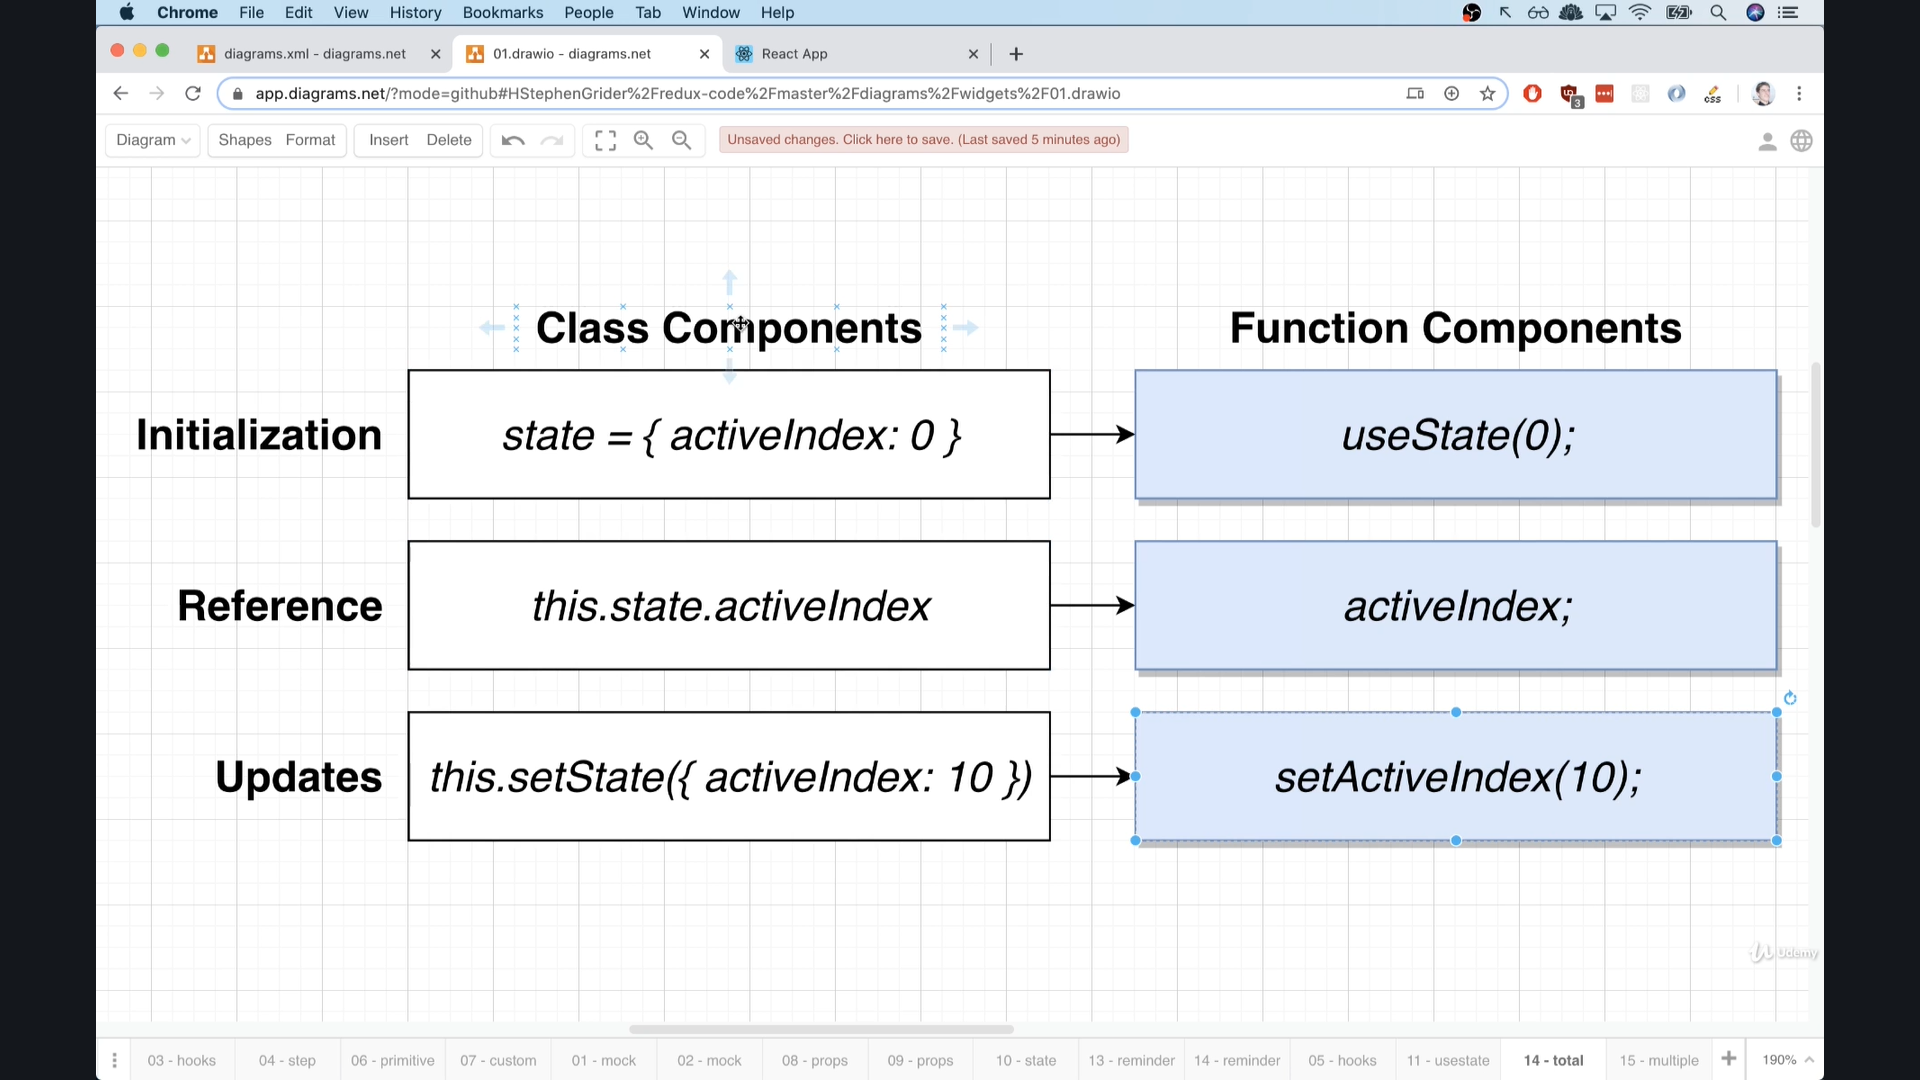 Chrome File Edit View History Bookmarks People Tab Window Help
diagrams.xml - diagrams.net
01.drawio - diagrams.net
React App
app.diagrams.net/?mode=github#HStephenGrider%2Fredux-code%2Fmaster%2Fdiagrams%2Fwidgets%2F01.drawio
3
css
Diagram Shapes Format Insert Delete
Unsaved changes. Click here to save. (Last saved 5 minutes ago)
Class Components
Function Components
Initialization
state = { activeIndex: 0 }
useState(0);
Reference
this.state.activeIndex
activeIndex;
Updates
this.setState({ activeIndex: 10 })
setActiveIndex(10);
Udemy
03 - hooks 04 - step 06 - primitive 07 - custom 01 - mock 02 - mock 08 - props 09 - props 10 - state 13 - reminder 14 - reminder 05 - hooks 11 - usestate 14 - total 15 - multiple 190%